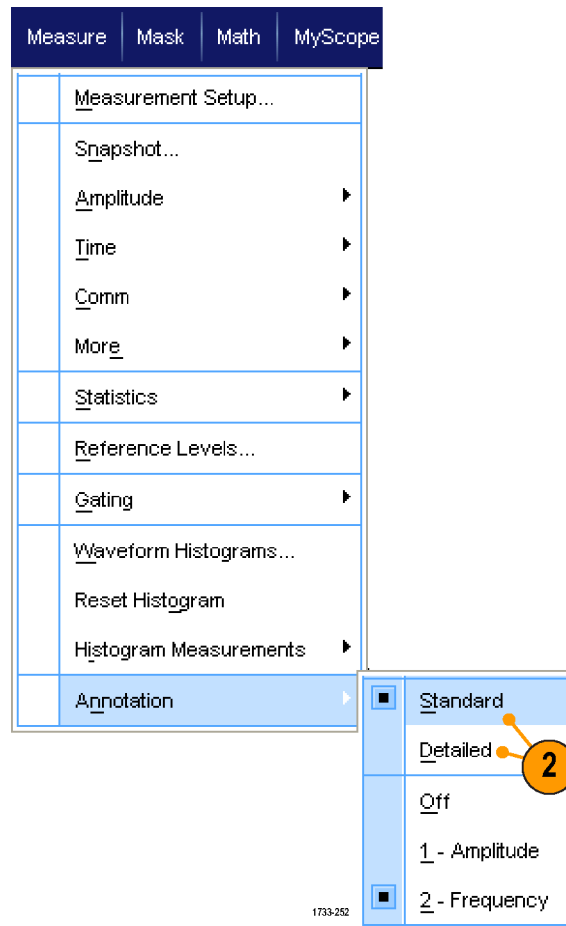 Measure Mask Math MyScope
Measurement Setup...
Snapshot...
Amplitude
Time
Comm
More
Statistics
Reference Levels...
Gating
Waveform Histograms...
Reset Histogram
Histogram Measurements
Annotation
Standard
Detailed
2
Off
1 - Amplitude
2 - Frequency
1733-252